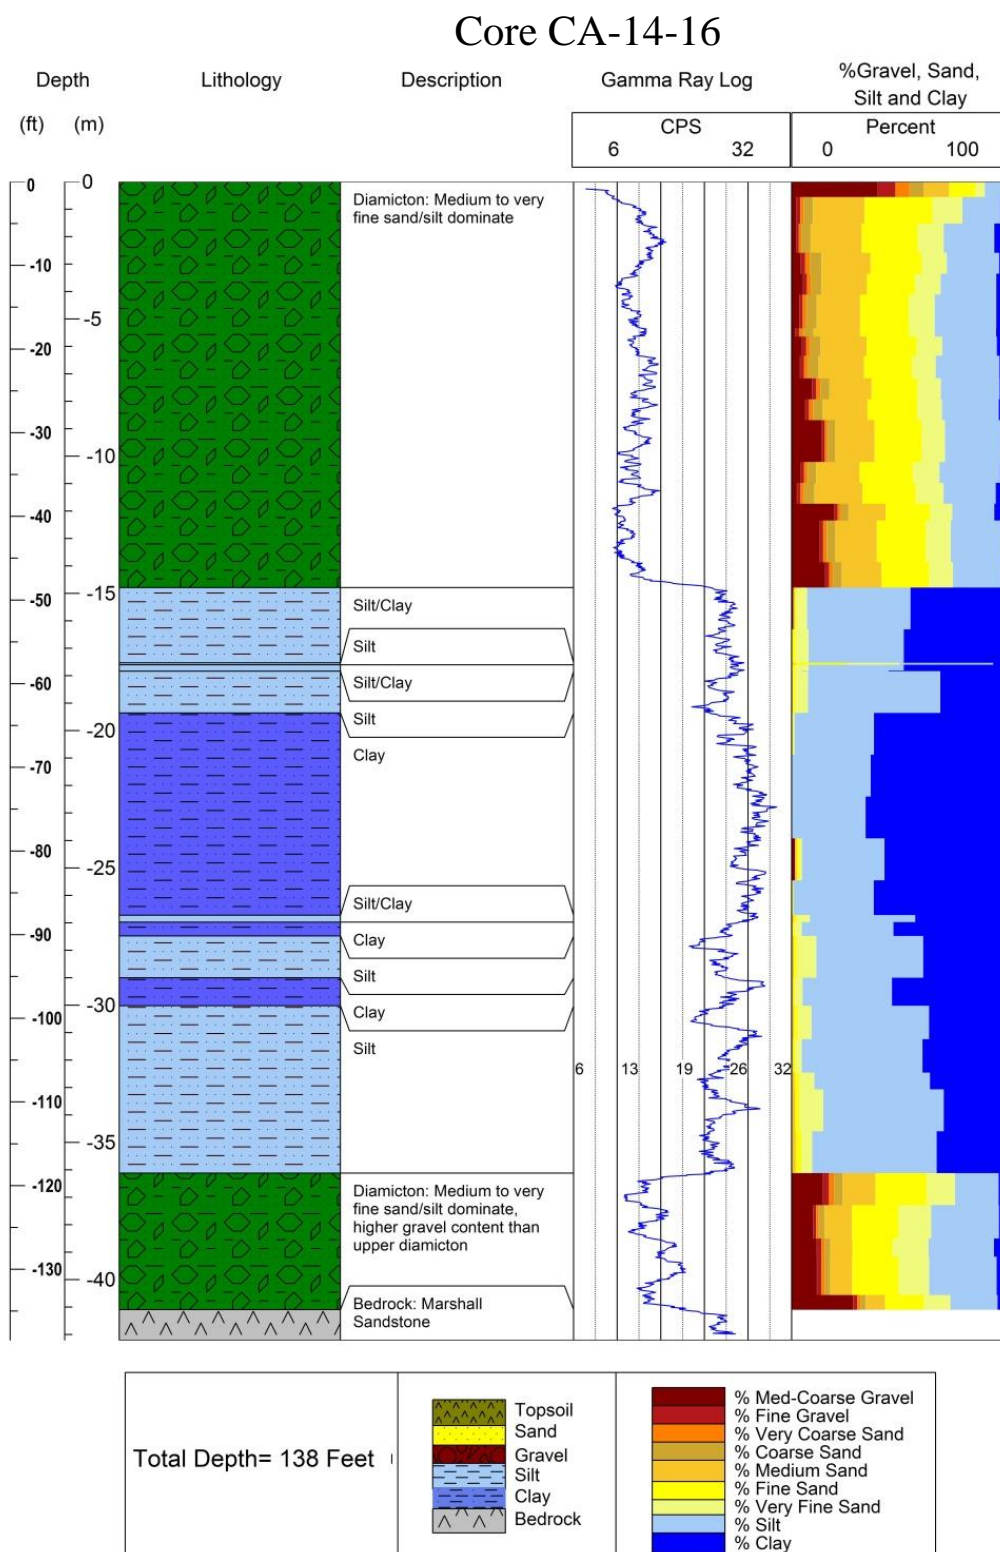 Core CA-14-16
Depth
Lithology
Description
Gamma Ray Log
%Gravel, Sand,
Silt and Clay
(ft)
(m)
CPS
6
32
Percent
0
100
0
-10
-20
-30
-40
-50
-60
-70
-80
-90
-100
-110
-120
-130
0
-5
-10
-15
-20
-25
-30
-35
-40
Diamicton: Medium to very
fine sand/silt dominate
Silt/Clay
Silt
Silt/Clay
Silt
Clay
Silt/Clay
Clay
Silt
Clay
Silt
6
13
19
26
32
Diamicton: Medium to very
fine sand/silt dominate,
higher gravel content than
upper diamicton
Bedrock: Marshall
Sandstone
Total Depth= 138 Feet
Topsoil
Sand
Gravel
Silt
Clay
Bedrock
% Med-Coarse Gravel
% Fine Gravel
% Very Coarse Sand
% Coarse Sand
% Medium Sand
% Fine Sand
% Very Fine Sand
% Silt
% Clay